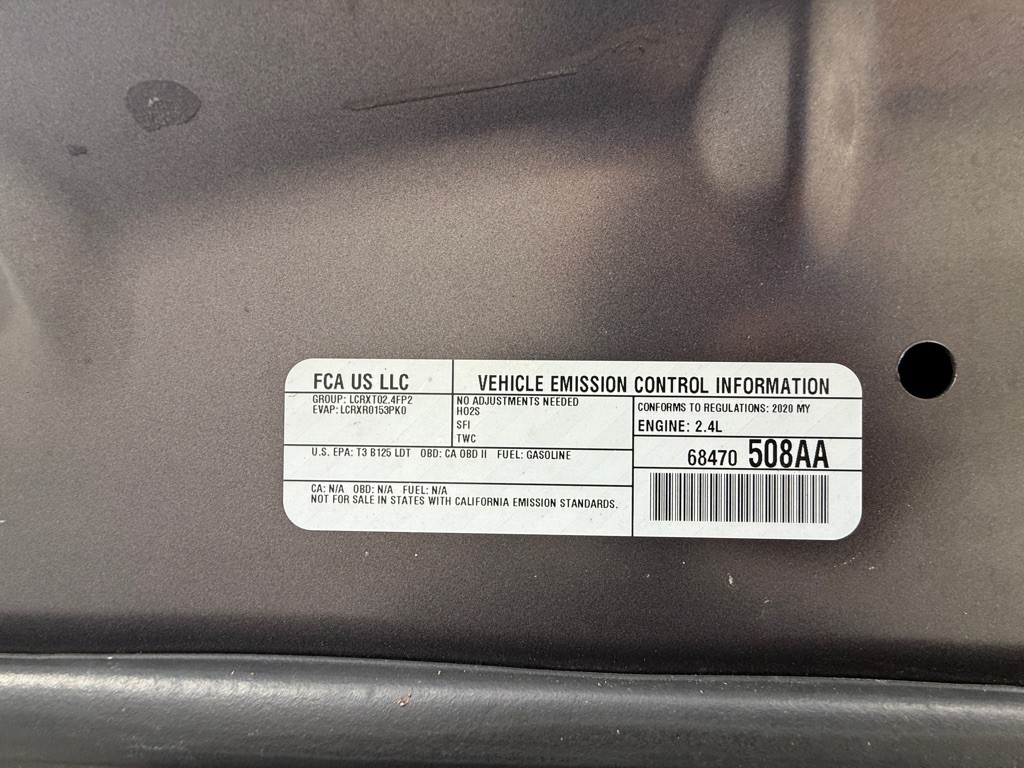 FCA US LLC
VEHICLE EMISSION CONTROL INFORMATION
GROUP: LCRXT02.4FP2
EVAP: LCRXR0153PK0
NO ADJUSTMENTS NEEDED
HO2S
SFI
TWC
CONFORMS TO REGULATIONS: 2020 MY
ENGINE: 2.4L
U.S. EPA: T3 B125 LDT OBD: CA OBD II FUEL: GASOLINE
68470 508AA
CA: N/A OBD: N/A FUEL: N/A
NOT FOR SALE IN STATES WITH CALIFORNIA EMISSION STANDARDS.